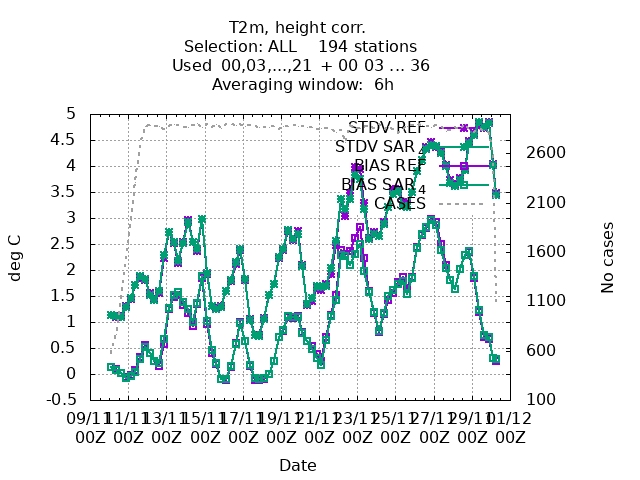 T2m, height corr.
Selection: ALL    194 stations
Used  00,03,...,21  + 00 03 ... 36
Averaging window:  6h
STDV REF
STDV SAR_4
BIAS REF
BIAS SAR_4
CASES
deg C
5
4.5
4
3.5
3
2.5
2
1.5
1
0.5
0
-0.5
No cases
2600
2100
1600
1100
600
100
09/11 11/11 13/11 15/11 17/11 19/11 21/11 23/11 25/11 27/11 29/11 01/12
00Z 00Z 00Z 00Z 00Z 00Z 00Z 00Z 00Z 00Z 00Z 00Z
Date